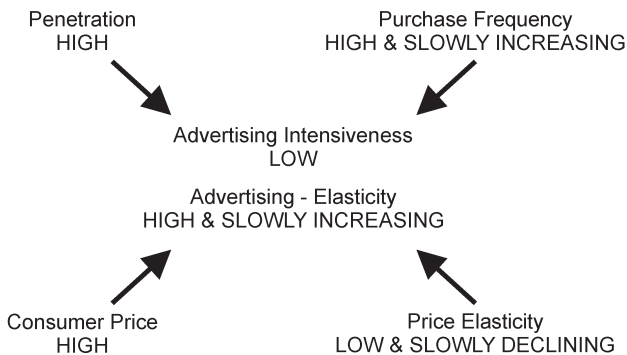 Penetration
HIGH
Purchase Frequency
HIGH & SLOWLY INCREASING
Advertising Intensiveness
LOW
Advertising - Elasticity
HIGH & SLOWLY INCREASING
Consumer Price
HIGH
Price Elasticity
LOW & SLOWLY DECLINING